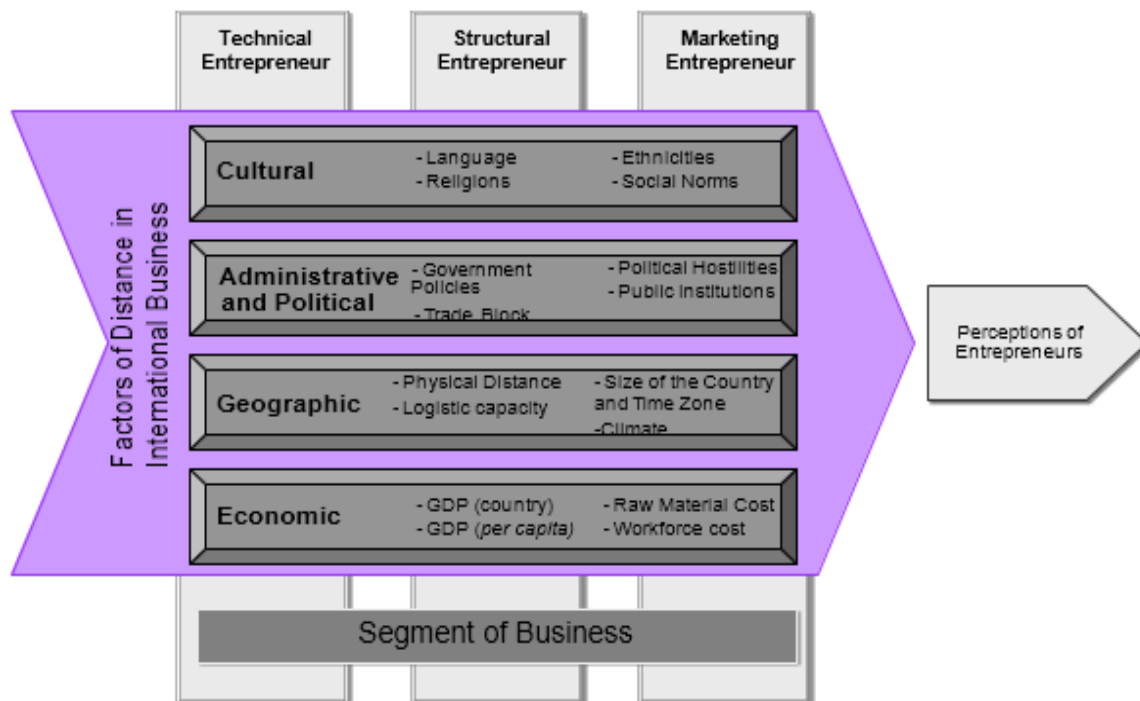 Technical
Entrepreneur
Structural
Entrepreneur
Marketing
Entrepreneur
Factors of Distance in
International Business
Cultural
- Language
- Religions
- Ethnicities
- Social Norms
Administrative
and Political
- Government
Policies
- Trade Block
- Political Hostilities
- Public Institutions
Geographic
- Physical Distance
- Logistic capacity
- Size of the Country
and Time Zone
-Climate
Economic
- GDP (country)
- GDP (per capita)
- Raw Material Cost
- Workforce cost
Segment of Business
Perceptions of
Entrepreneurs